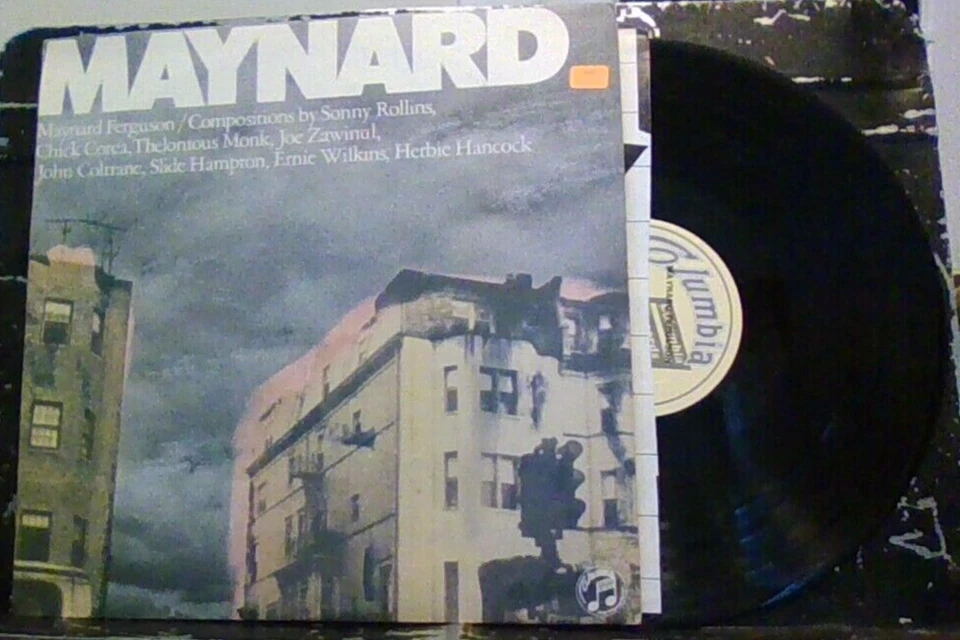 MAYNARD
Maynard Ferguson / Compositions by Sonny Rollins,
Chick Corea, Thelonious Monk, Joe Zawinul,
John Coltrane, Slide Hampton, Ernie Wilkins, Herbie Hancock
Columbia